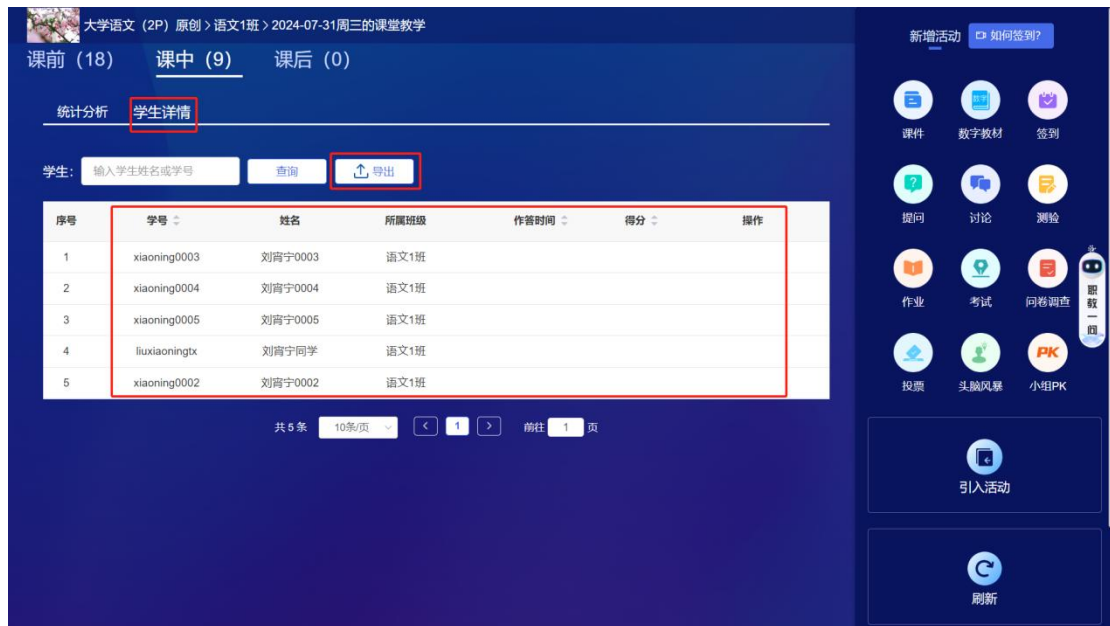 大学语文（2P）原创 > 语文1班 > 2024-07-31周三的课堂教学
课前（18） 课中（9） 课后（0）
统计分析 学生详情
学生： 输入学生姓名或学号 查询 导出
序号 学号 姓名 所属班级 作答时间 得分 操作
1 xiaoning0003 刘宵宁0003 语文1班
2 xiaoning0004 刘宵宁0004 语文1班
3 xiaoning0005 刘宵宁0005 语文1班
4 liuxiaoningtx 刘宵宁同学 语文1班
5 xiaoning0002 刘宵宁0002 语文1班
共 5 条 10条/页 < 1 > 前往 1 页
新增活动 如何签到?
课件 数字教材 签到
提问 讨论 测验
作业 考试 问卷调查
投票 头脑风暴 小组PK
引入活动
刷新
职教一问